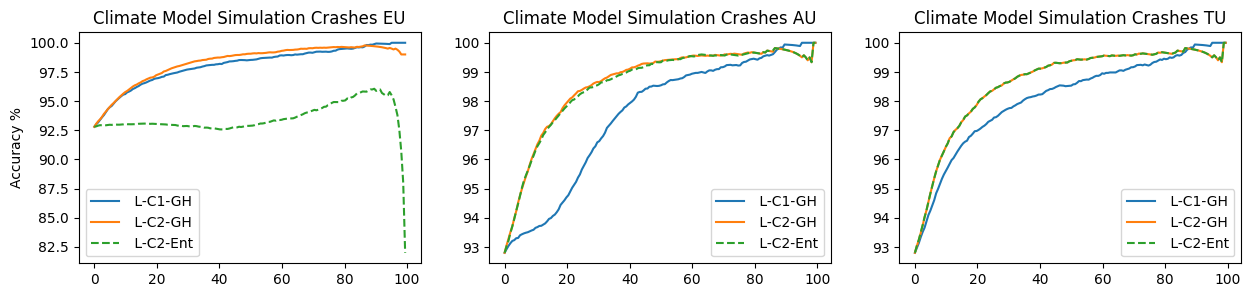 Climate Model Simulation Crashes EU
Accuracy %
100.0
97.5
95.0
92.5
90.0
87.5
85.0
82.5
L-C1-GH
L-C2-GH
L-C2-Ent
0 20 40 60 80 100
Climate Model Simulation Crashes AU
100
99
98
97
96
95
94
93
L-C1-GH
L-C2-GH
L-C2-Ent
0 20 40 60 80 100
Climate Model Simulation Crashes TU
100
99
98
97
96
95
94
93
L-C1-GH
L-C2-GH
L-C2-Ent
0 20 40 60 80 100